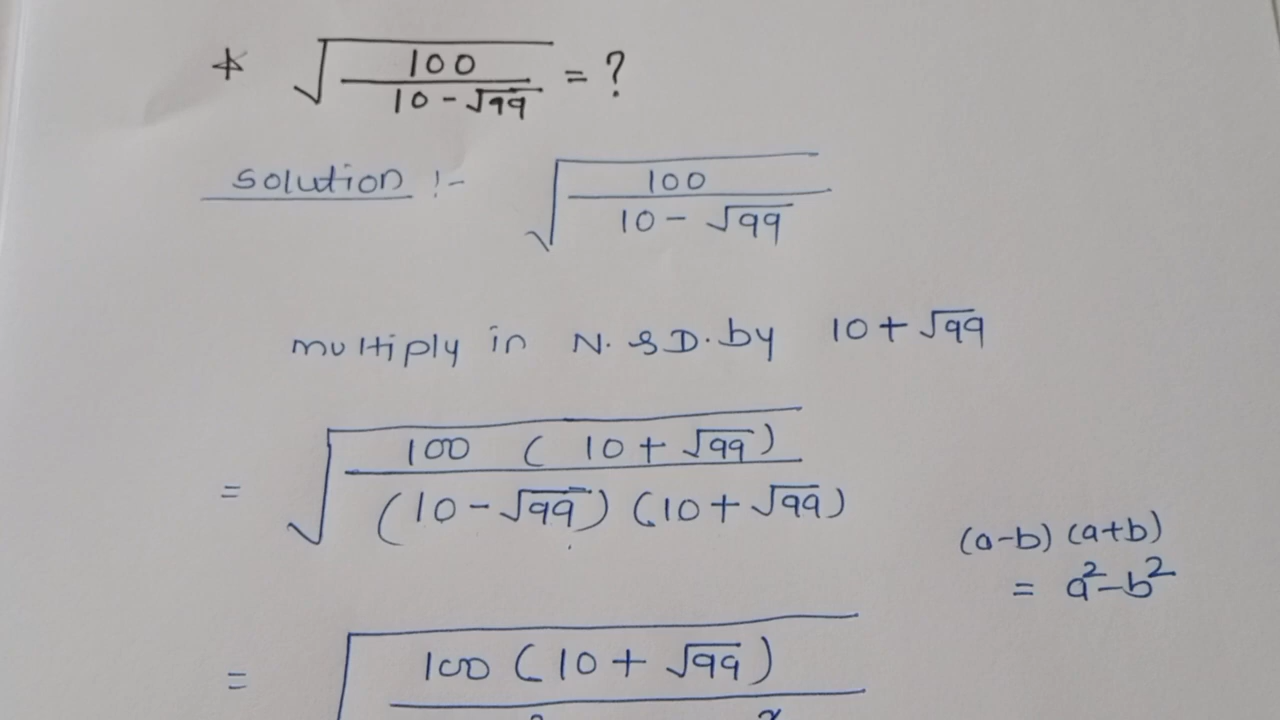 * √(100/(10-√99)) = ?
Solution :- √(100/(10-√99))
multiply in N. & D. by 10+√99
= √(100 (10+√99)/((10-√99) (10+√99)))
(a-b) (a+b)
= a²-b²
= √(100 (10+√99)